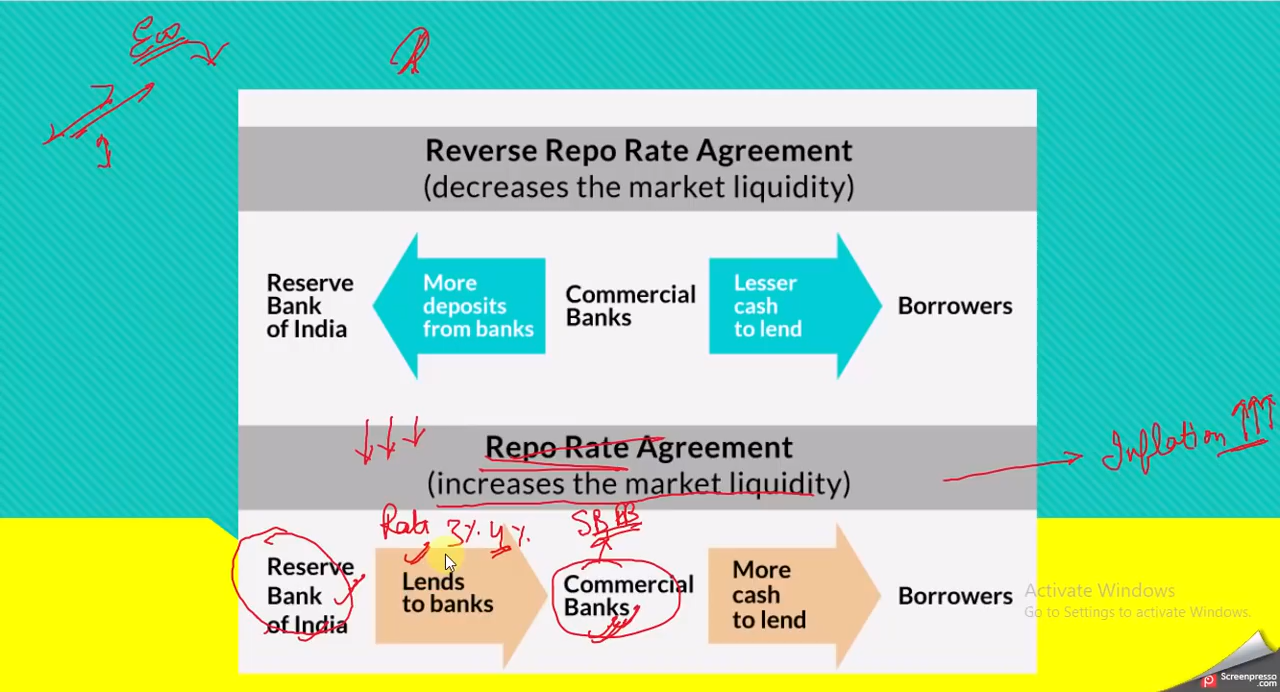 Reverse Repo Rate Agreement
(decreases the market liquidity)
Reserve
Bank
of India
More
deposits
from banks
Commercial
Banks
Lesser
cash
to lend
Borrowers
Repo Rate Agreement
(increases the market liquidity)
Inflation
Rate 3% 4%
Reserve
Bank
of India
Lends
to banks
Commercial
Banks
More
cash
to lend
Borrowers
Activate Windows
Go to Settings to activate Windows.
Screenpresso
.com